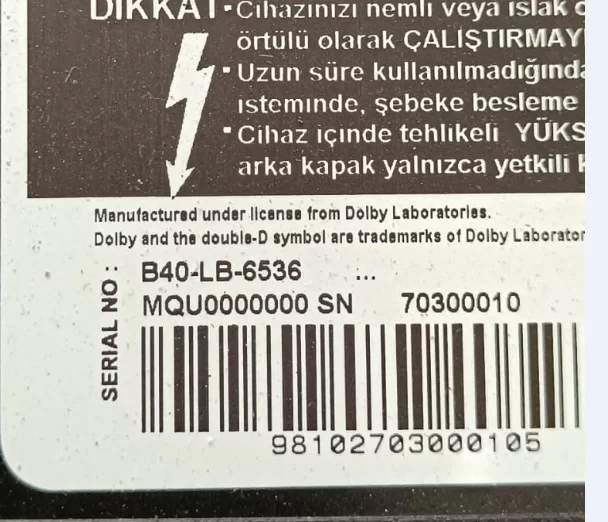 DİKKAT • Cihazınızı nemli veya ıslak
örtülü olarak ÇALIŞTIRMAY
• Uzun süre kullanılmadığında
isteminde, şebeke besleme
• Cihaz içinde tehlikeli YÜKS
arka kapak yalnızca yetkili
Manufactured under license from Dolby Laboratories.
Dolby and the double-D symbol are trademarks of Dolby Laborator
SERIAL NO :
B40-LB-6536 ...
MQU0000000 SN 70300010
98102703000105